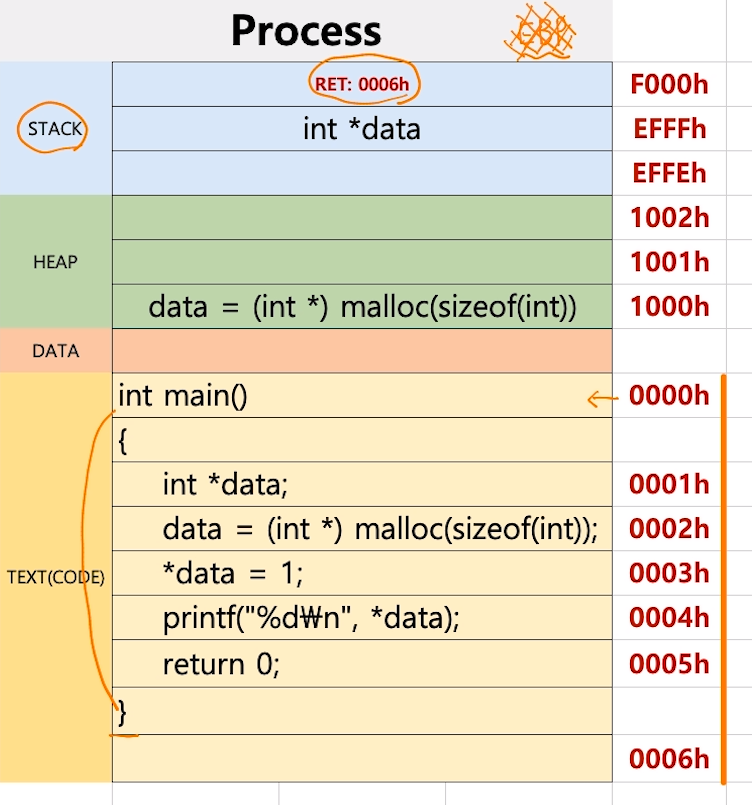 Process
RET: 0006h F000h
STACK int *data EFFFh
EFFEh
1002h
HEAP 1001h
data = (int *) malloc(sizeof(int)) 1000h
DATA
int main() 0000h
{
int *data; 0001h
data = (int *) malloc(sizeof(int)); 0002h
*data = 1; 0003h
TEXT(CODE)
printf("%d₩n", *data); 0004h
return 0; 0005h
}
0006h